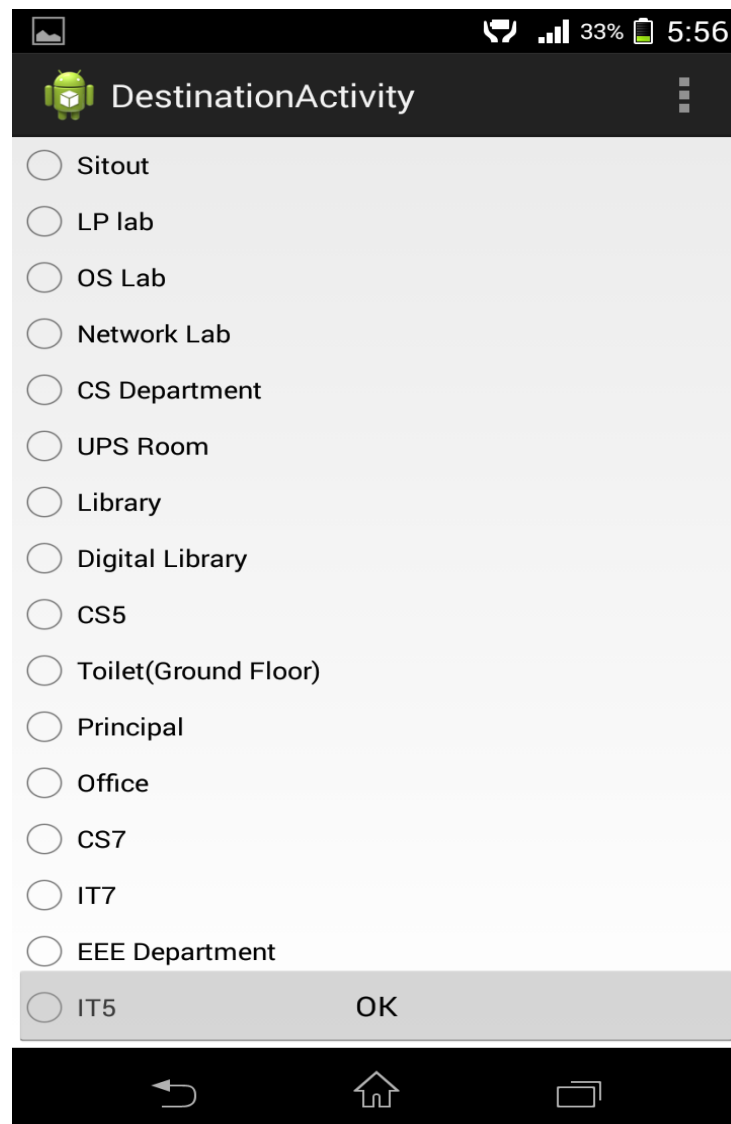 33% 5:56
DestinationActivity
Sitout
LP lab
OS Lab
Network Lab
CS Department
UPS Room
Library
Digital Library
CS5
Toilet(Ground Floor)
Principal
Office
CS7
IT7
EEE Department
IT5 OK